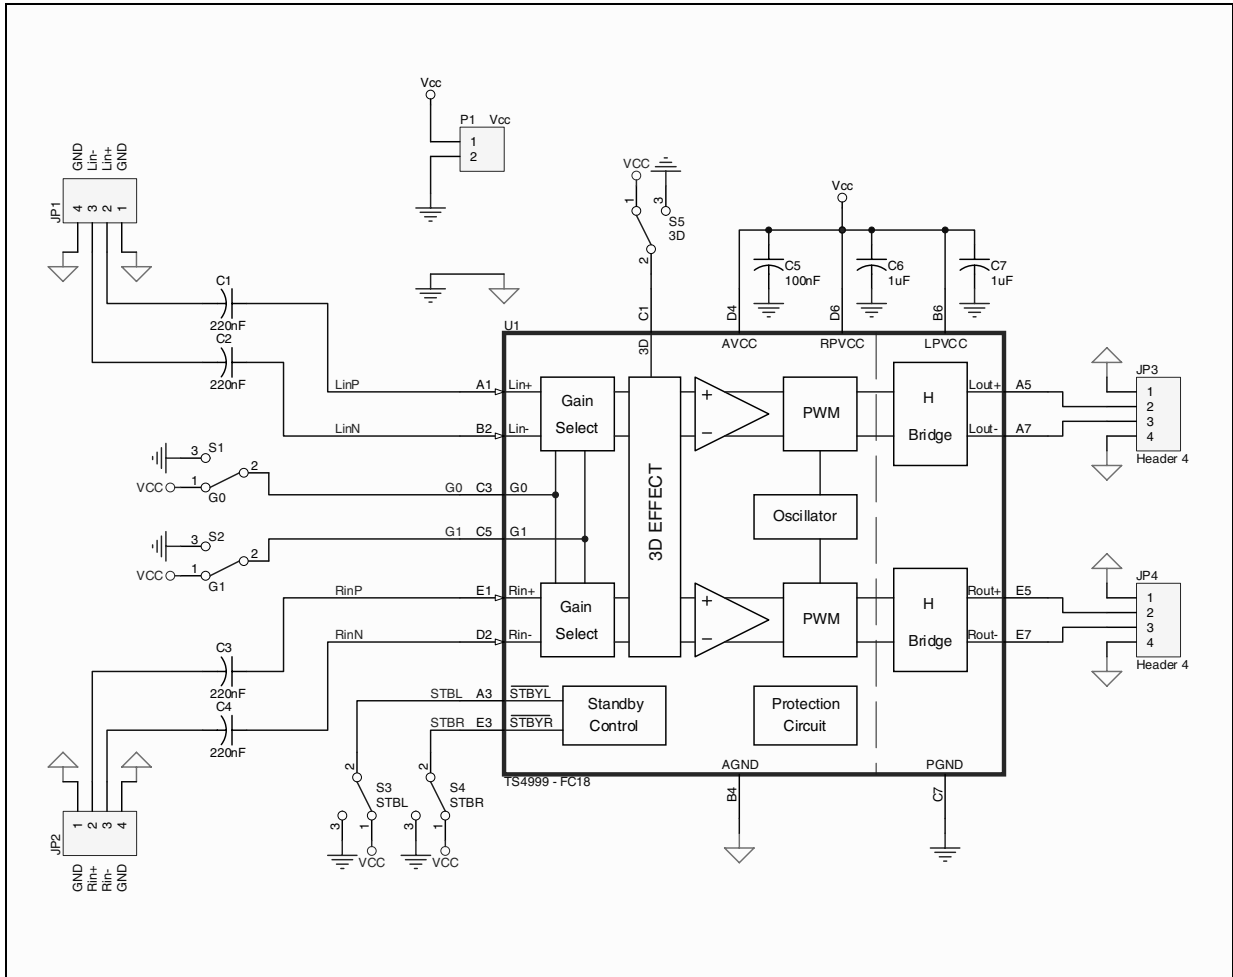 Vcc
P1 Vcc
1
2
GND
Lin-
Lin+
GND
JP1
4 3 2 1
VCC
1
3
S5
3D
2
Vcc
C5
100nF
C6
1uF
C7
1uF
C1
220nF
C2
220nF
C1
D4
D6
B6
U1
3D
AVCC
RPVCC
LPVCC
LinP
A1
Lin+
LinN
B2
Lin-
Gain
Select
3D EFFECT
+
−
PWM
H
Bridge
Lout+
A5
Lout-
A7
JP3
1
2
3
4
Header 4
3
S1
2
VCC
1
G0
G0
C3
G0
Oscillator
3
S2
2
VCC
1
G1
G1
C5
G1
RinP
E1
Rin+
RinN
D2
Rin-
Gain
Select
+
−
PWM
H
Bridge
Rout+
E5
Rout-
E7
JP4
1
2
3
4
Header 4
C3
220nF
C4
220nF
STBL
A3
STBYL
STBR
E3
STBYR
Standby
Control
Protection
Circuit
AGND
PGND
TS4999 - FC18
B4
C7
2
S3
STBL
3
1
VCC
2
S4
STBR
3
1
VCC
JP2
1 2 3 4
GND
Rin+
Rin-
GND